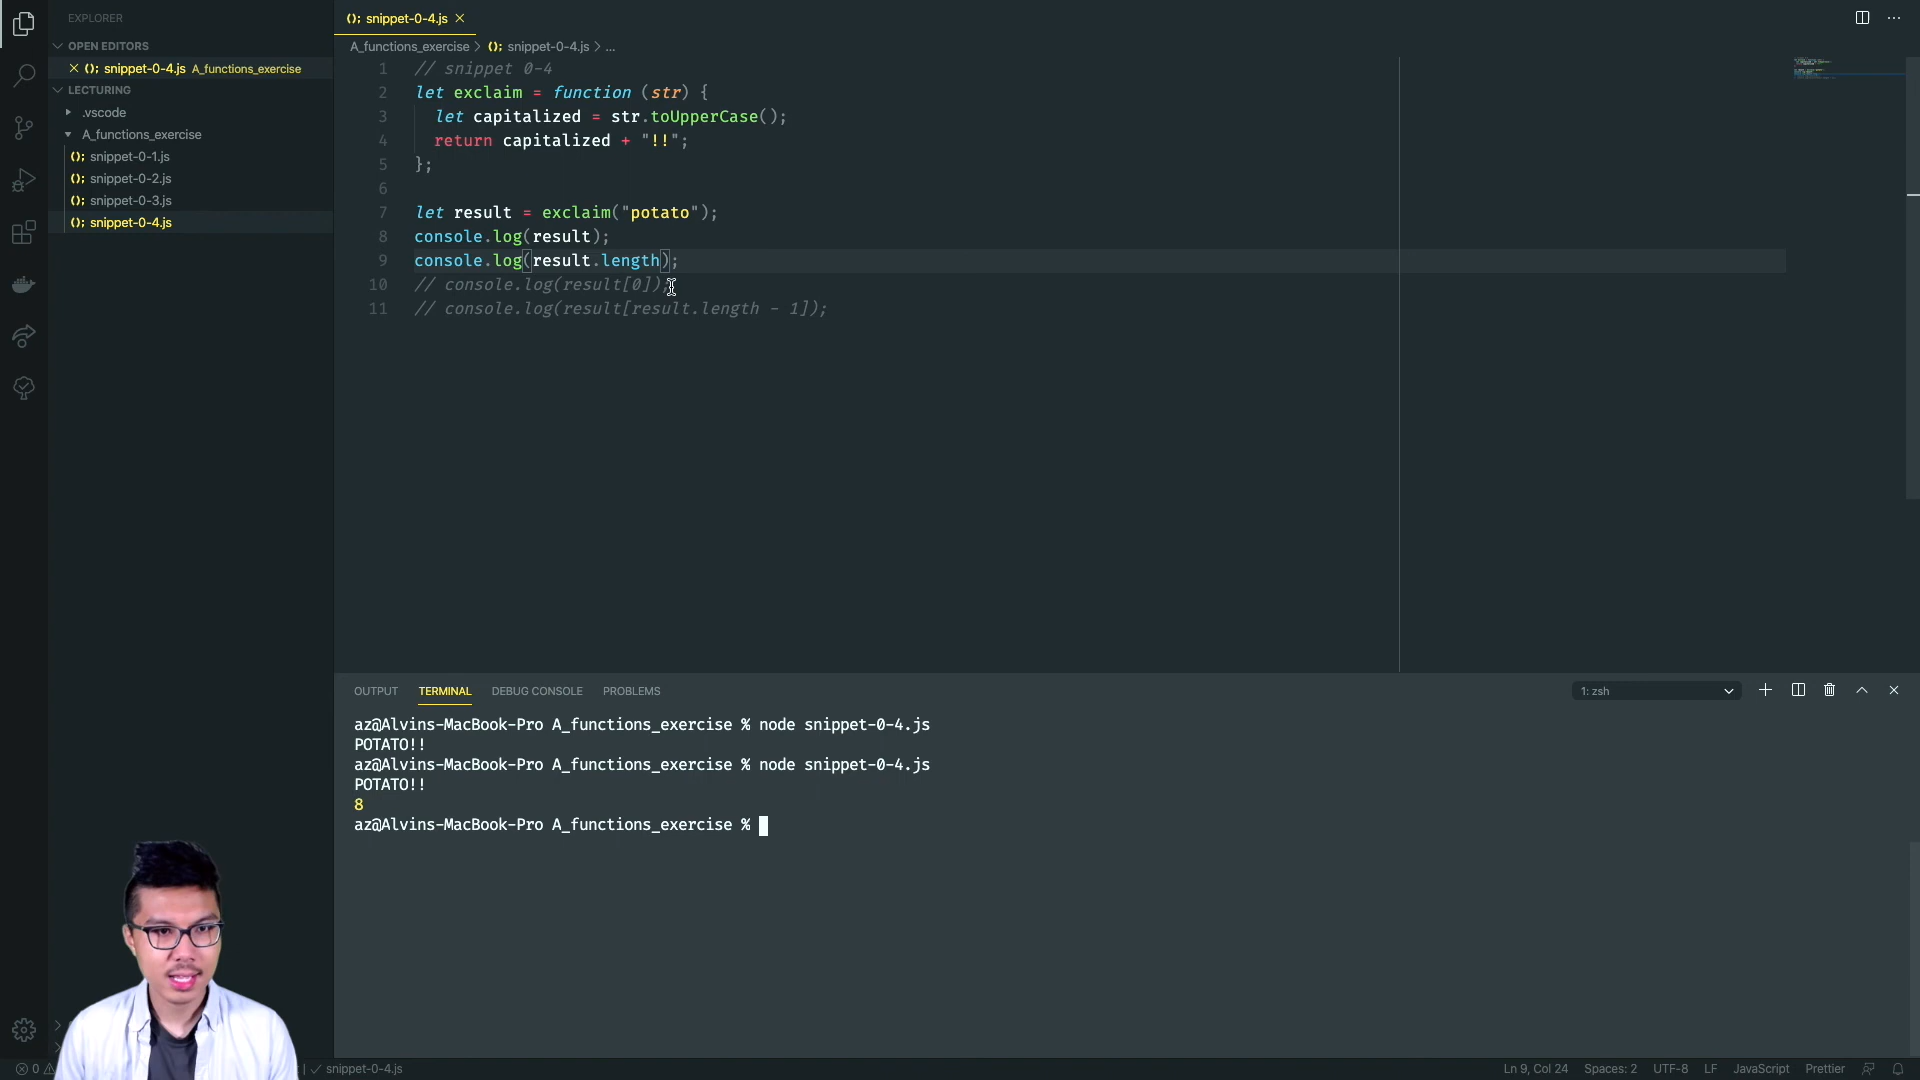 EXPLORER
OPEN EDITORS
snippet-0-4.js A_functions_exercise
LECTURING
.vscode
A_functions_exercise
snippet-0-1.js
snippet-0-2.js
snippet-0-3.js
snippet-0-4.js
(); snippet-0-4.js
A_functions_exercise > (); snippet-0-4.js > ...
1 // snippet 0-4
2 let exclaim = function (str) {
3 let capitalized = str.toUpperCase();
4 return capitalized + "!!";
5 };
6
7 let result = exclaim("potato");
8 console.log(result);
9 console.log(result.length);
10 // console.log(result[0]);
11 // console.log(result[result.length - 1]);
OUTPUT TERMINAL DEBUG CONSOLE PROBLEMS 1: zsh
az@Alvins-MacBook-Pro A_functions_exercise % node snippet-0-4.js
POTATO!!
az@Alvins-MacBook-Pro A_functions_exercise % node snippet-0-4.js
POTATO!!
8
az@Alvins-MacBook-Pro A_functions_exercise %
0 snippet-0-4.js Ln 9, Col 24 Spaces: 2 UTF-8 LF JavaScript Prettier